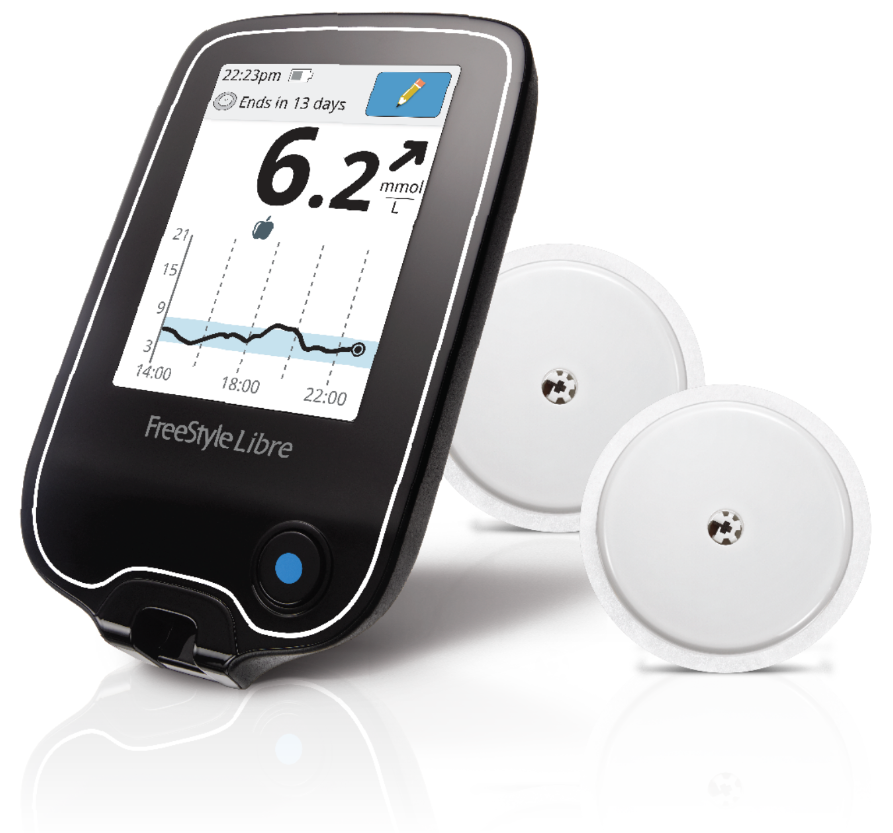 22:23pm
Ends in 13 days
6.2 mmol
L
21
15
9
3
14:00 18:00 22:00
FreeStyle Libre